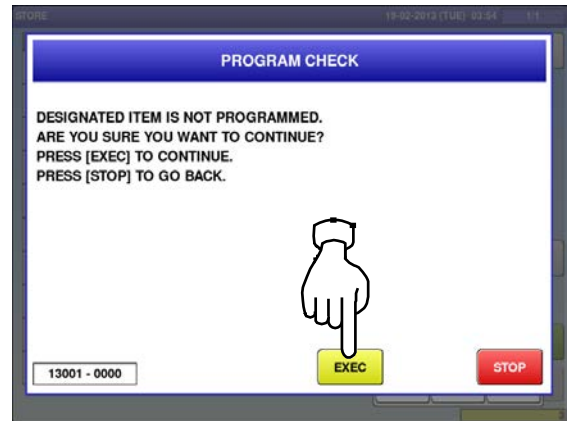 STORE
19-02-2013 (TUE) 03:54 1/1
PROGRAM CHECK
DESIGNATED ITEM IS NOT PROGRAMMED.
ARE YOU SURE YOU WANT TO CONTINUE?
PRESS [EXEC] TO CONTINUE.
PRESS [STOP] TO GO BACK.
13001 - 0000
EXEC
STOP